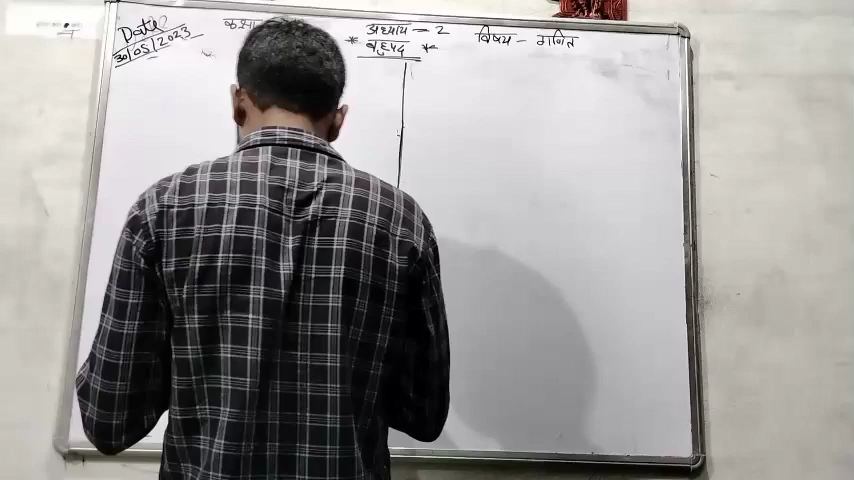 Date
30/05/2023
कक्षा
अध्याय = 2
* बहुपद *
विषय - गणित